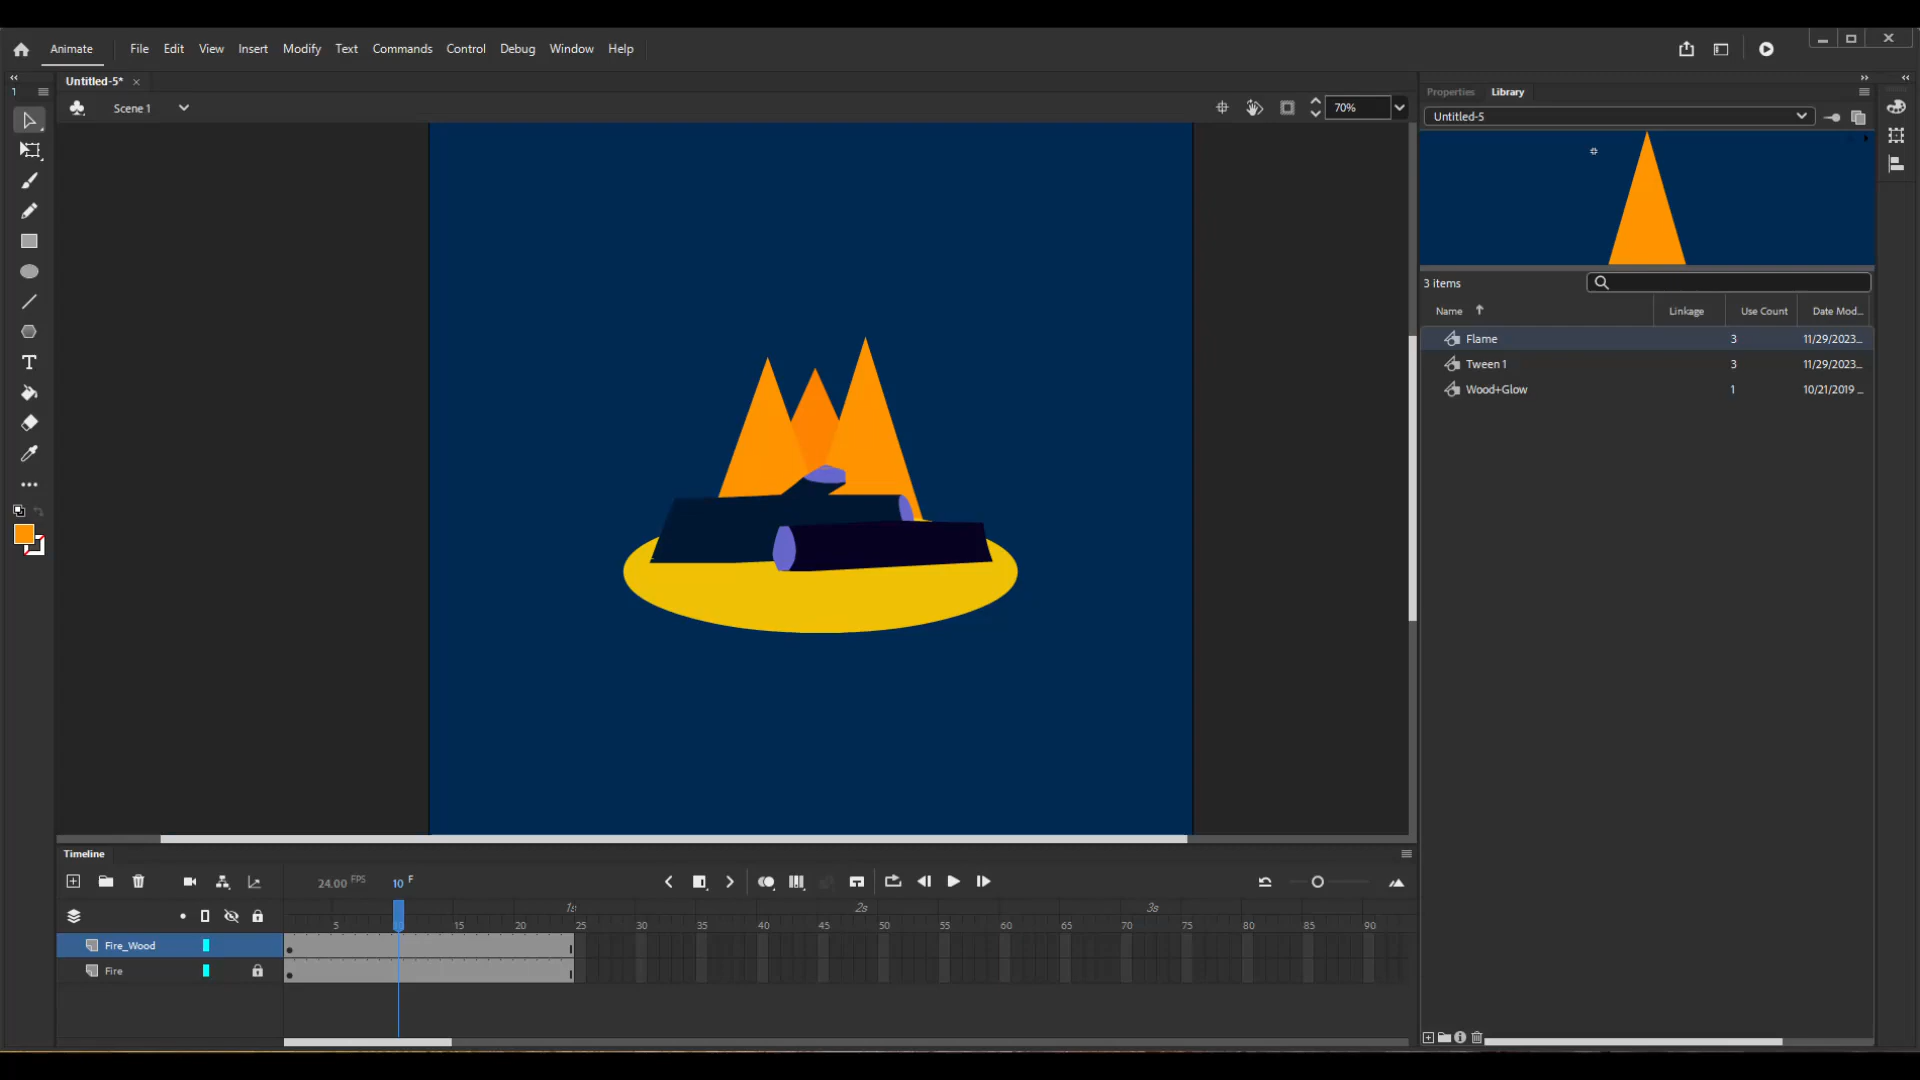 Animate File Edit View Insert Modify Text Commands Control Debug Window Help
1 Untitled-5* × Properties Library
Scene 1 70% Untitled-5
3 items
Name Linkage Use Count Date Mod...
Flame 3 11/29/2023...
Tween 1 3 11/29/2023...
Wood+Glow 1 10/21/2019 ...
T
Timeline
24.00 FPS 10 F
1s 2s 3s
5 15 20 25 30 35 40 45 50 55 60 65 70 75 80 85 90
Fire_Wood
Fire